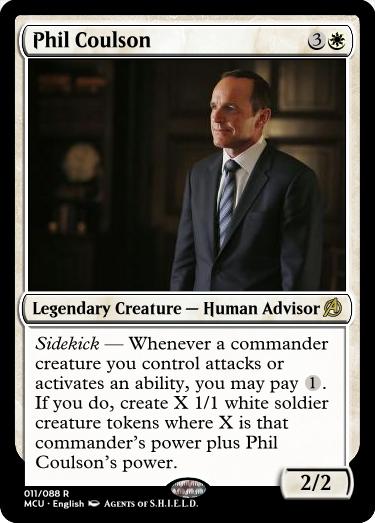 Phil Coulson 3
Legendary Creature — Human Advisor
Sidekick — Whenever a commander
creature you control attacks or
activates an ability, you may pay 1.
If you do, create X 1/1 white soldier
creature tokens where X is that
commander's power plus Phil
Coulson's power.
2/2
011/088 R
MCU • English Agents of S.H.I.E.L.D.